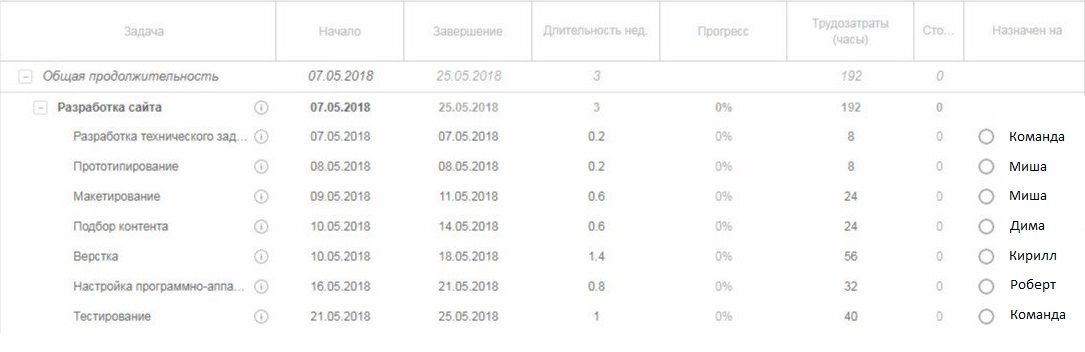 Задача Начало Завершение Длительность нед. Прогресс Трудозатраты (часы) Сто... Назначен на
Общая продолжительность 07.05.2018 25.05.2018 3 192 0
Разработка сайта 07.05.2018 25.05.2018 3 0% 192 0
Разработка технического зад... 07.05.2018 07.05.2018 0.2 0% 8 0 Команда
Прототипирование 08.05.2018 08.05.2018 0.2 0% 8 0 Миша
Макетирование 09.05.2018 11.05.2018 0.6 0% 24 0 Миша
Подбор контента 10.05.2018 14.05.2018 0.6 0% 24 0 Дима
Верстка 10.05.2018 18.05.2018 1.4 0% 56 0 Кирилл
Настройка программно-аппа... 16.05.2018 21.05.2018 0.8 0% 32 0 Роберт
Тестирование 21.05.2018 25.05.2018 1 0% 40 0 Команда